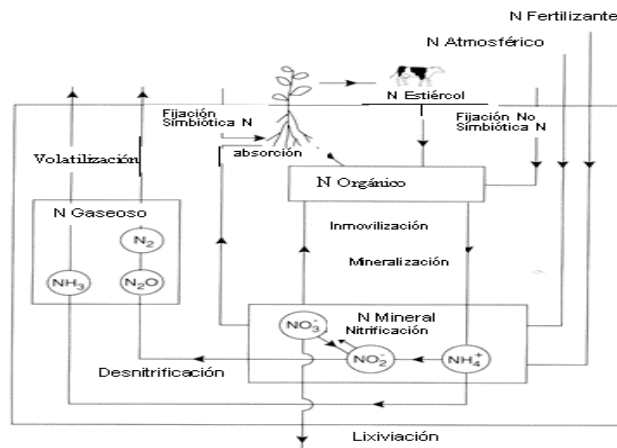 N Fertilizante
N Atmosférico
N Estiércol
Fijación
Simbiótica N
Fijación No
Simbiótica N
absorción
Volatilización
N Orgánico
N Gaseoso
N₂
NH₃
N₂O
Inmovilización
Mineralización
N Mineral
NO₃⁻
Nitrificación
NO₂⁻
NH₄⁺
Desnitrificación
Lixiviación